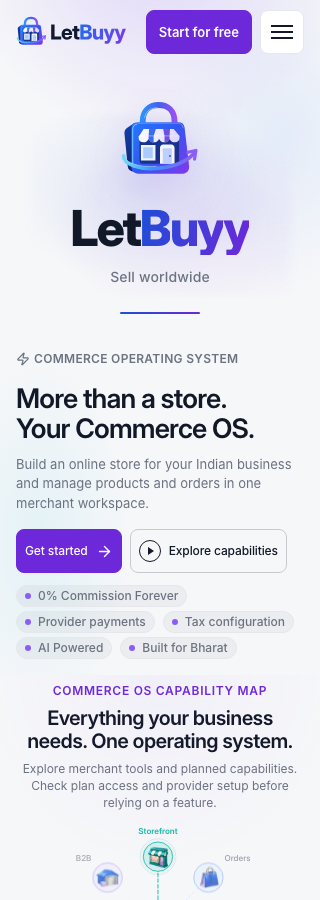 LetBuyy
Start for free
LetBuyy
Sell worldwide
COMMERCE OPERATING SYSTEM
More than a store.
Your Commerce OS.
Build an online store for your Indian business
and manage products and orders in one
merchant workspace.
Get started
Explore capabilities
0% Commission Forever
Provider payments
Tax configuration
AI Powered
Built for Bharat
COMMERCE OS CAPABILITY MAP
Everything your business
needs. One operating system.
Explore merchant tools and planned capabilities.
Check plan access and provider setup before
relying on a feature.
Storefront
B2B
Orders